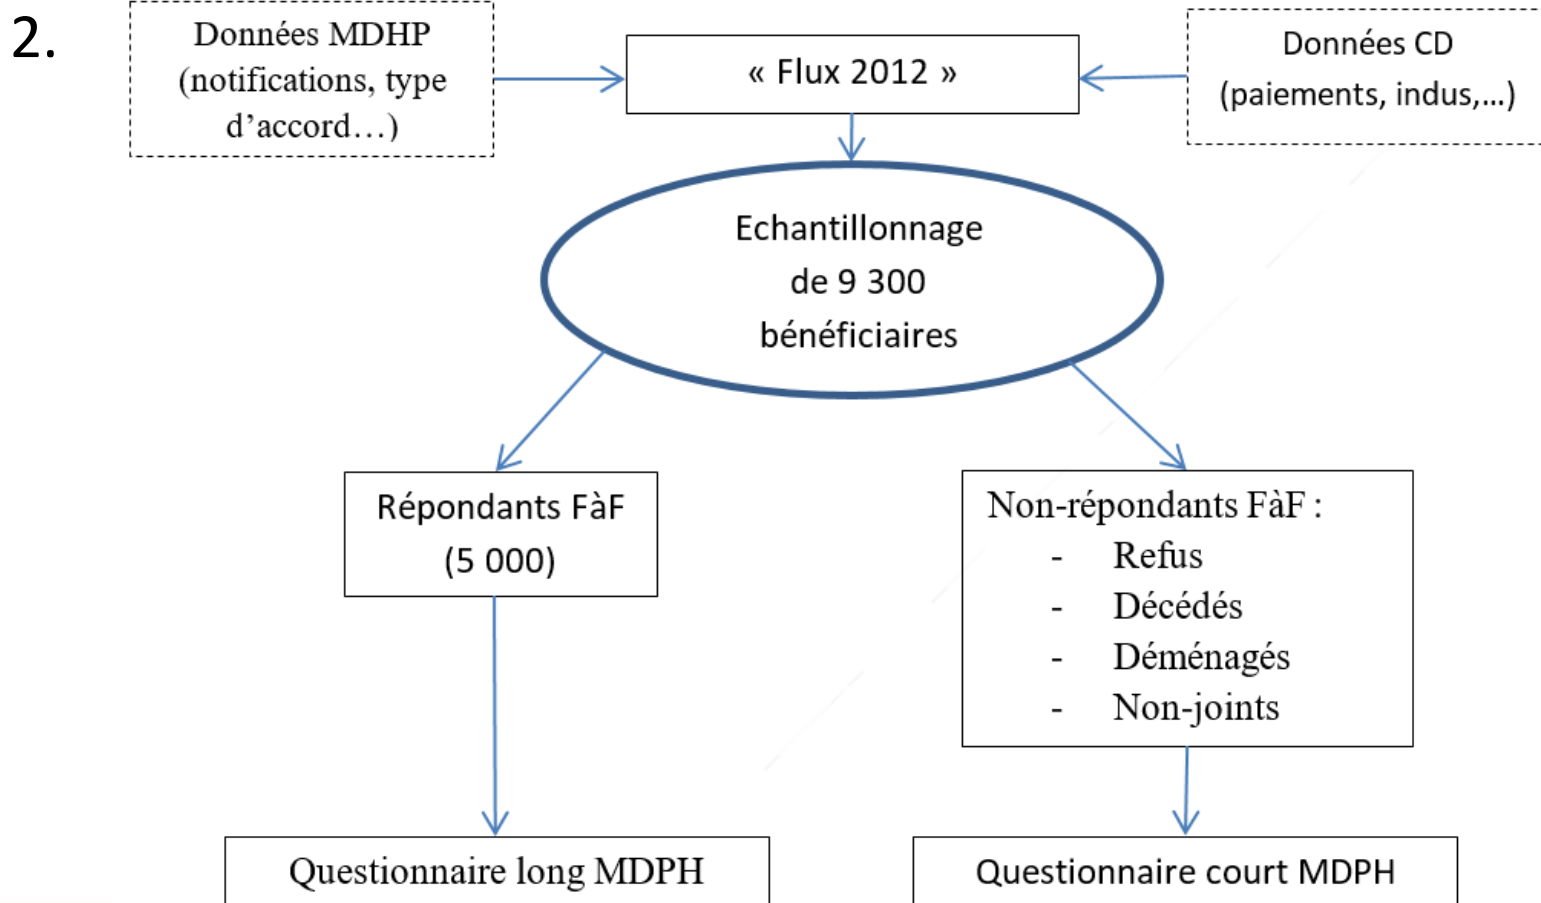 2.
Données MDHP
(notifications, type
d’accord…)
« Flux 2012 »
Données CD
(paiements, indus,…)
Echantillonnage
de 9 300
bénéficiaires
Répondants FàF
(5 000)
Non-répondants FàF :
- Refus
- Décédés
- Déménagés
- Non-joints
Questionnaire long MDPH
Questionnaire court MDPH